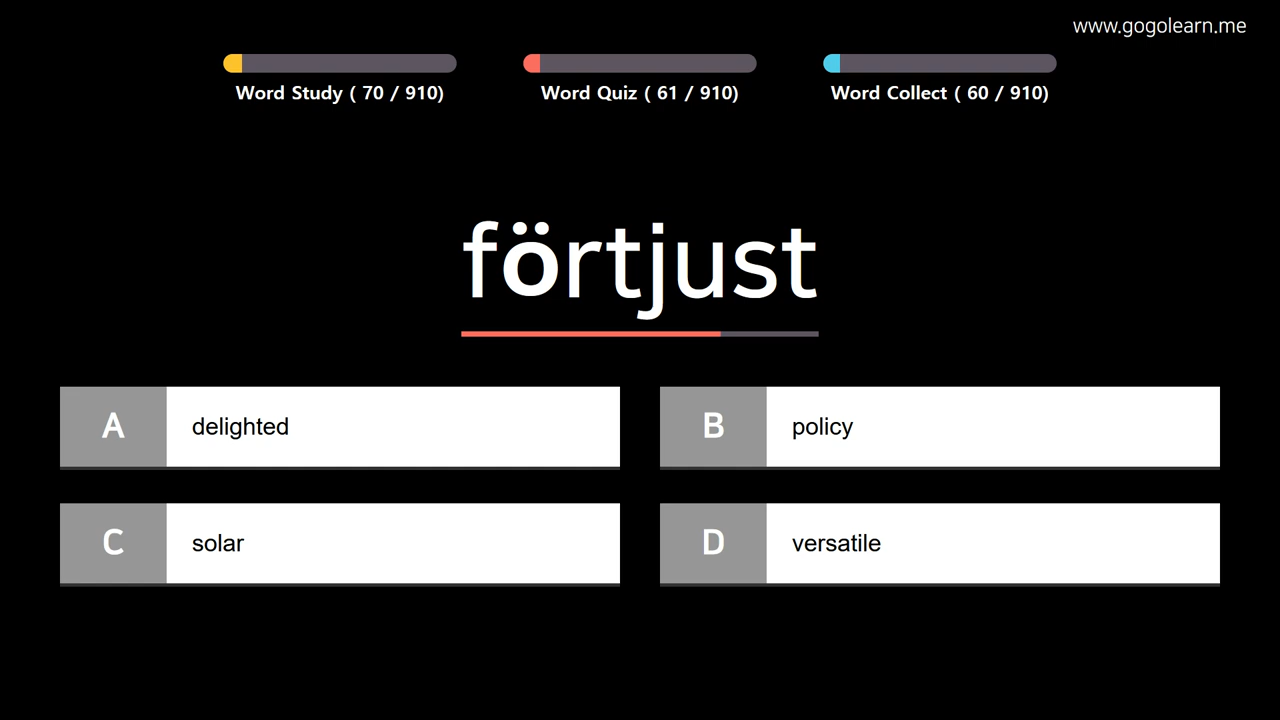 www.gogolearn.me
Word Study ( 70 / 910)
Word Quiz ( 61 / 910)
Word Collect ( 60 / 910)
förtjust
A delighted
B policy
C solar
D versatile